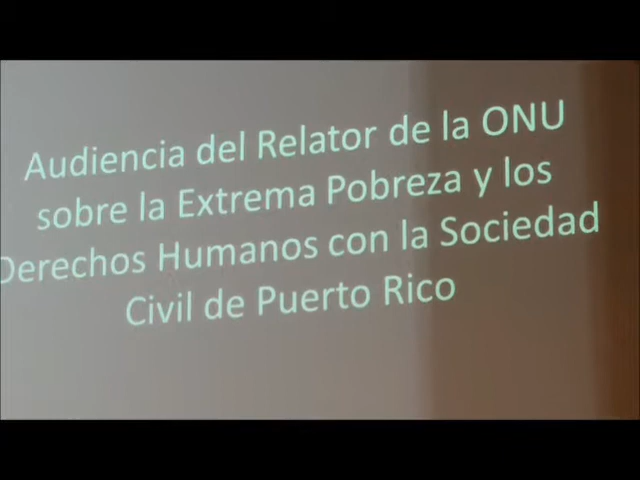 Audiencia del Relator de la ONU
sobre la Extrema Pobreza y los
Derechos Humanos con la Sociedad
Civil de Puerto Rico